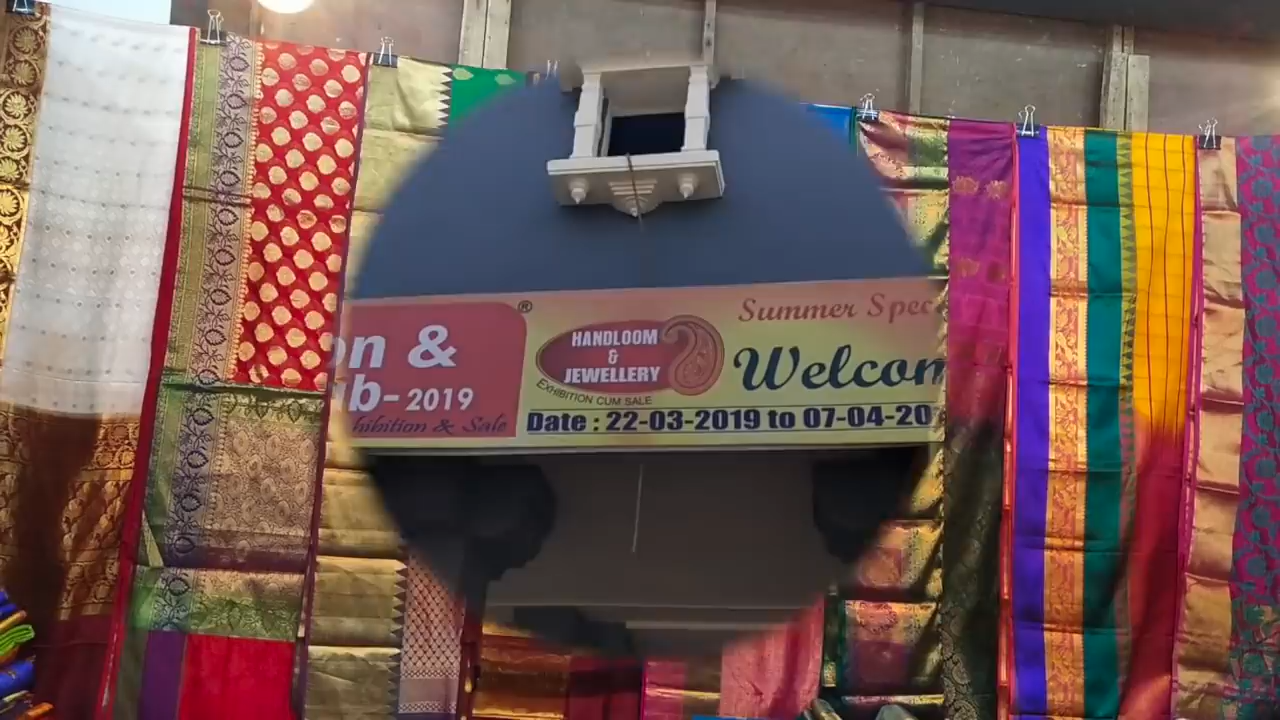 on &
ub-2019
hibition & Sale
®
HANDLOOM
&
JEWELLERY
EXHIBITION CUM SALE
Summer Spec
Welcom
Date : 22-03-2019 to 07-04-20